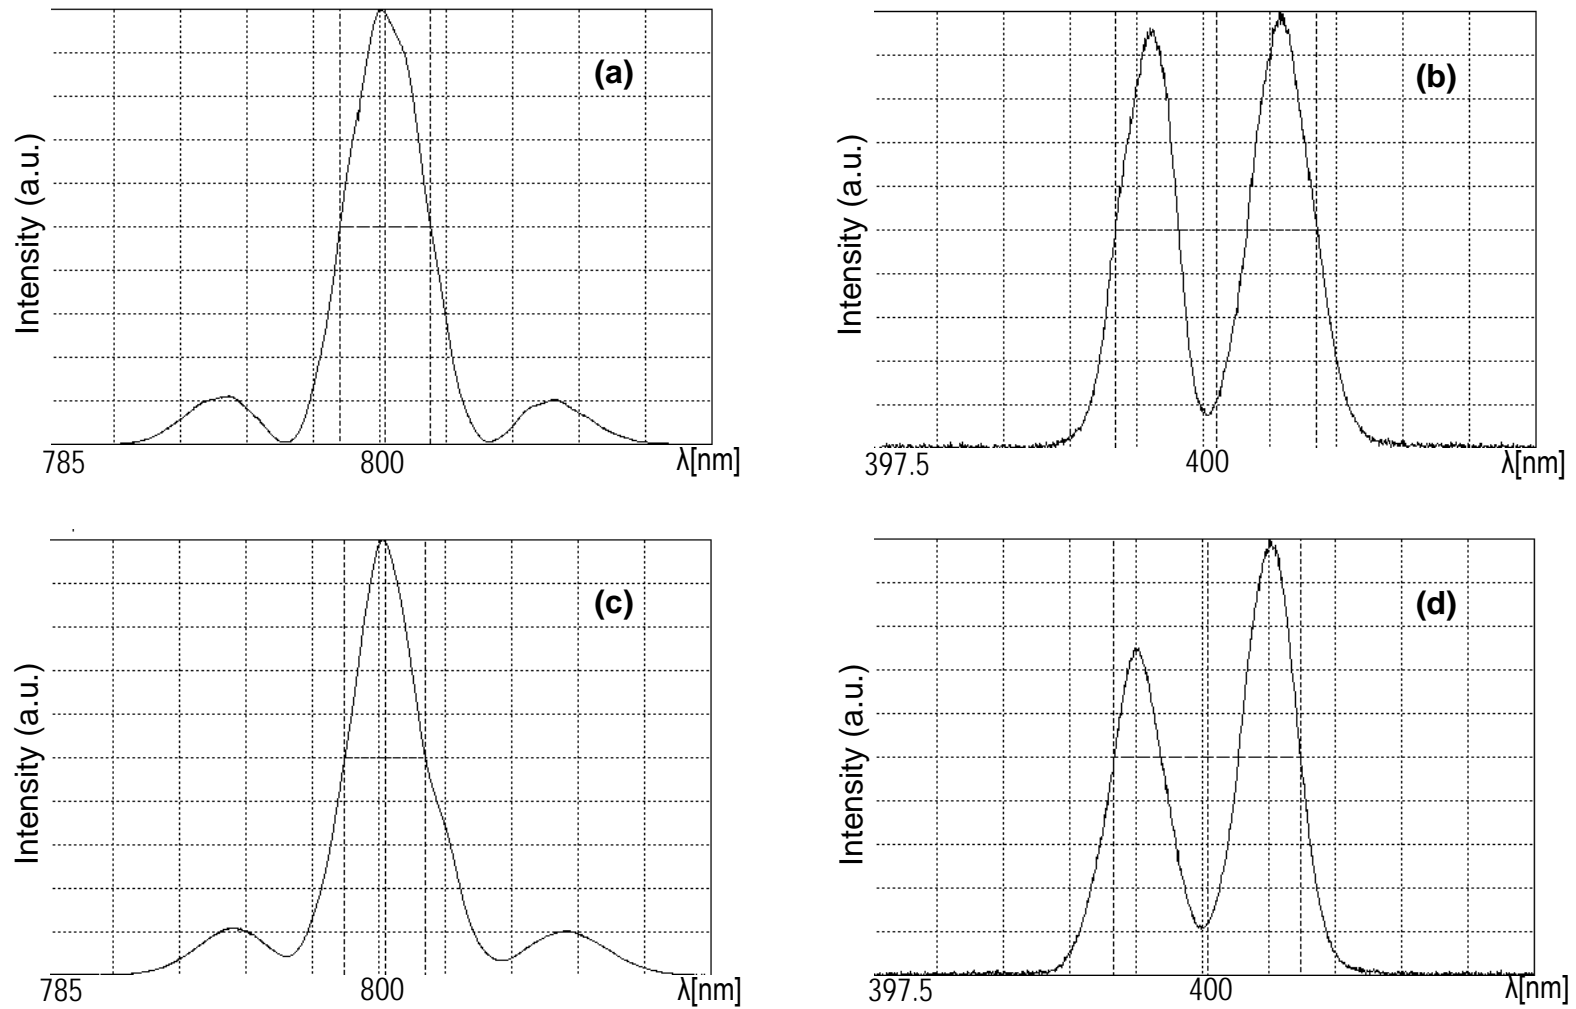 (a)
Intensity (a.u.)
785
800
λ[nm]
(b)
Intensity (a.u.)
397.5
400
λ[nm]
(c)
Intensity (a.u.)
785
800
λ[nm]
(d)
Intensity (a.u.)
397.5
400
λ[nm]